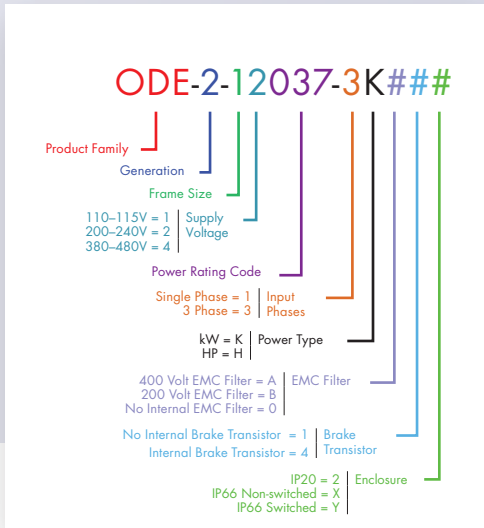 ODE-2-12037-3K###
Product Family
Generation
Frame Size
110–115V = 1
200–240V = 2
380–480V = 4
Supply
Voltage
Power Rating Code
Single Phase = 1
3 Phase = 3
Input
Phases
kW = K
HP = H
Power Type
400 Volt EMC Filter = A
200 Volt EMC Filter = B
No Internal EMC Filter = 0
EMC Filter
No Internal Brake Transistor = 1
Internal Brake Transistor = 4
Brake
Transistor
IP20 = 2
IP66 Non-switched = X
IP66 Switched = Y
Enclosure